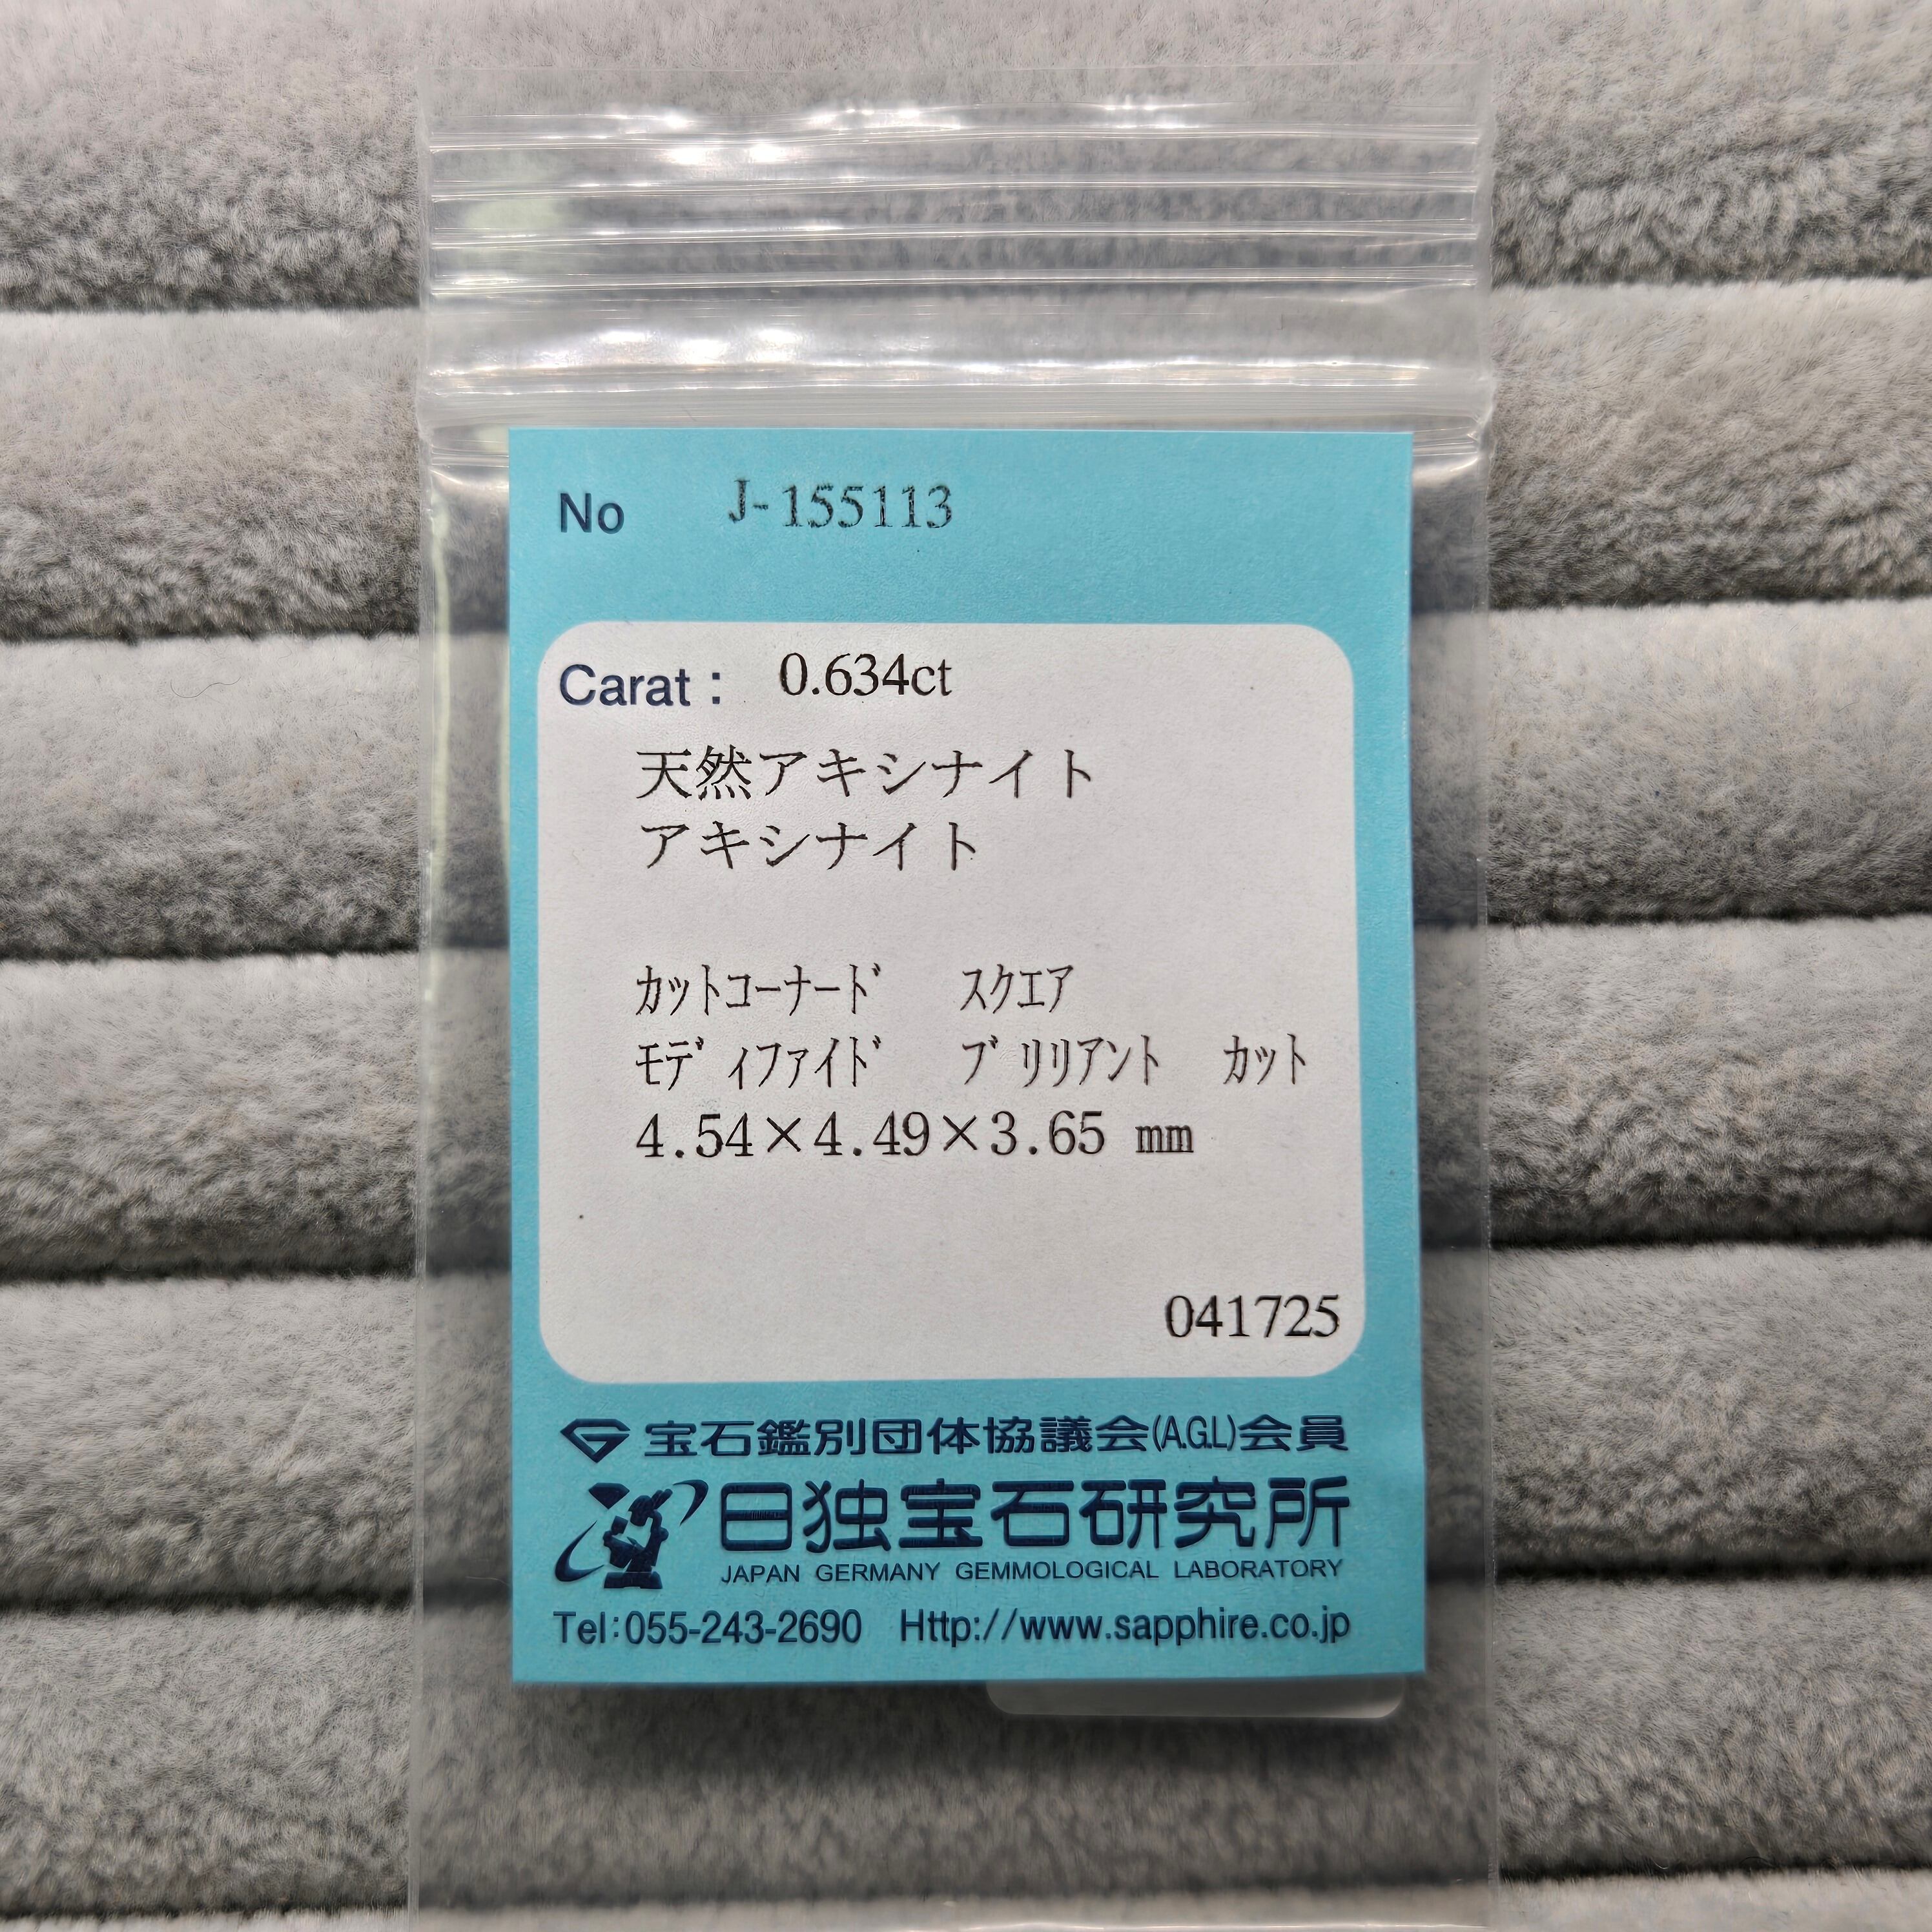 No J-155113
Carat: 0.634ct
天然アキシナイト
アキシナイト
カットコーナード スクエア
モディファイド ブリリアント カット
4.54×4.49×3.65 mm
041725
宝石鑑別団体協議会(A.G.L)会員
日独宝石研究所
JAPAN GERMANY GEMMOLOGICAL LABORATORY
Tel:055-243-2690 Http://www.sapphire.co.jp